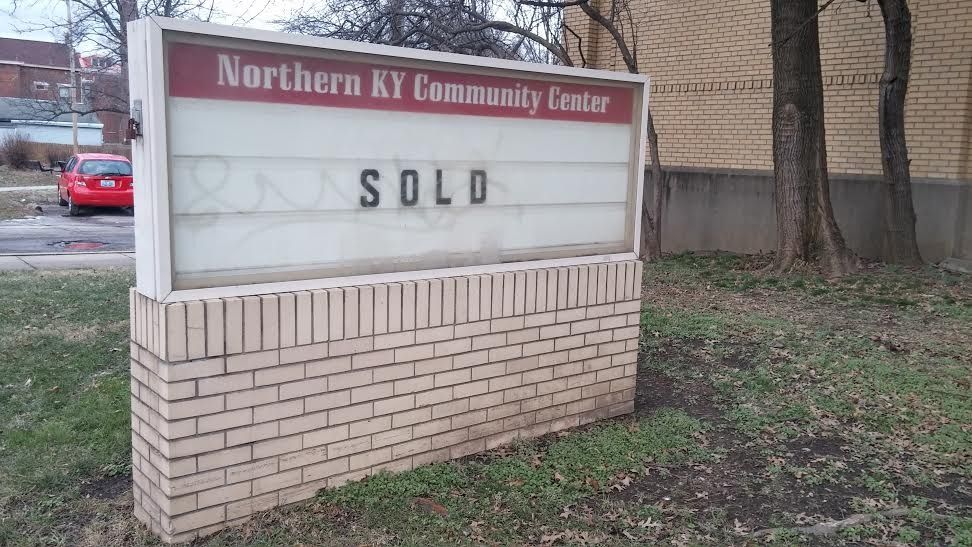 Northern KY Community Center
SOLD